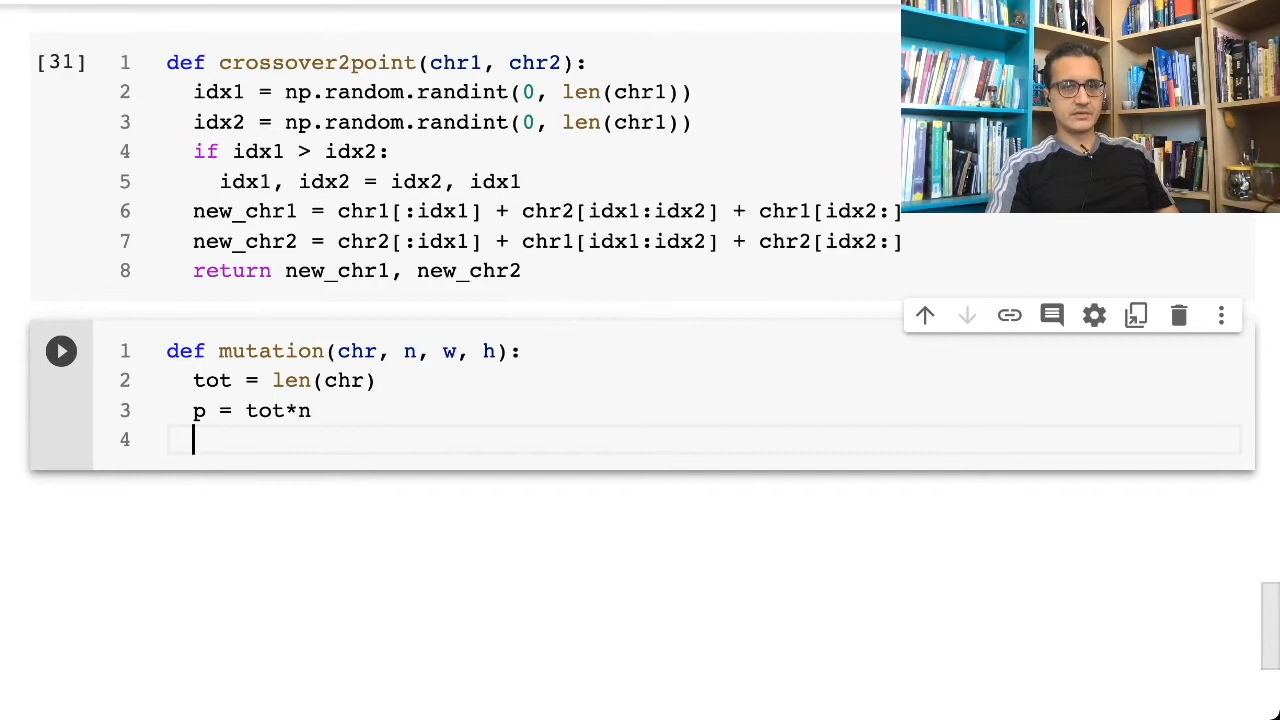 [31] 1 def crossover2point(chr1, chr2):
2 idx1 = np.random.randint(0, len(chr1))
3 idx2 = np.random.randint(0, len(chr1))
4 if idx1 > idx2:
5 idx1, idx2 = idx2, idx1
6 new_chr1 = chr1[:idx1] + chr2[idx1:idx2] + chr1[idx2:]
7 new_chr2 = chr2[:idx1] + chr1[idx1:idx2] + chr2[idx2:]
8 return new_chr1, new_chr2
1 def mutation(chr, n, w, h):
2 tot = len(chr)
3 p = tot*n
4